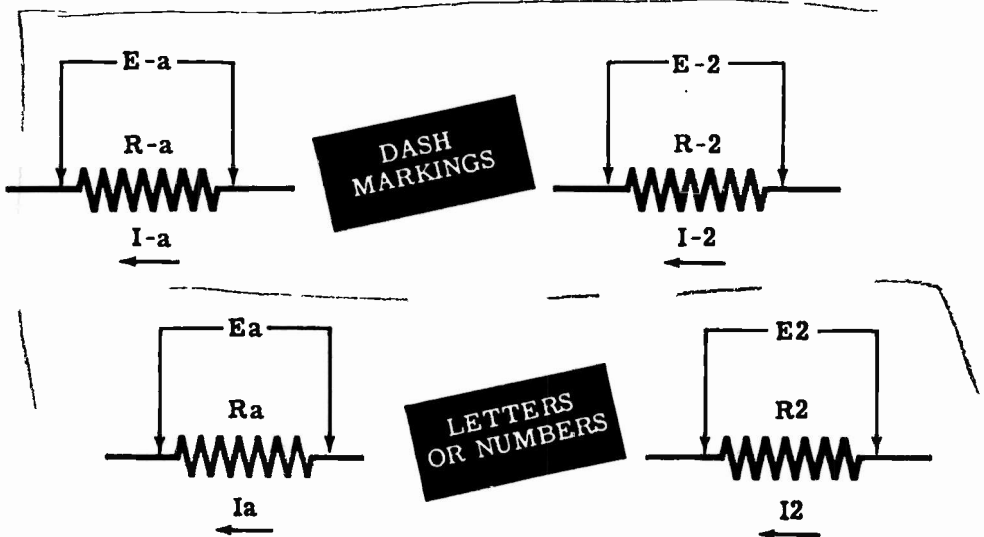 E-a
R-a
I-a
DASH
MARKINGS
E-2
R-2
I-2
Ea
Ra
Ia
LETTERS
OR NUMBERS
E2
R2
I2